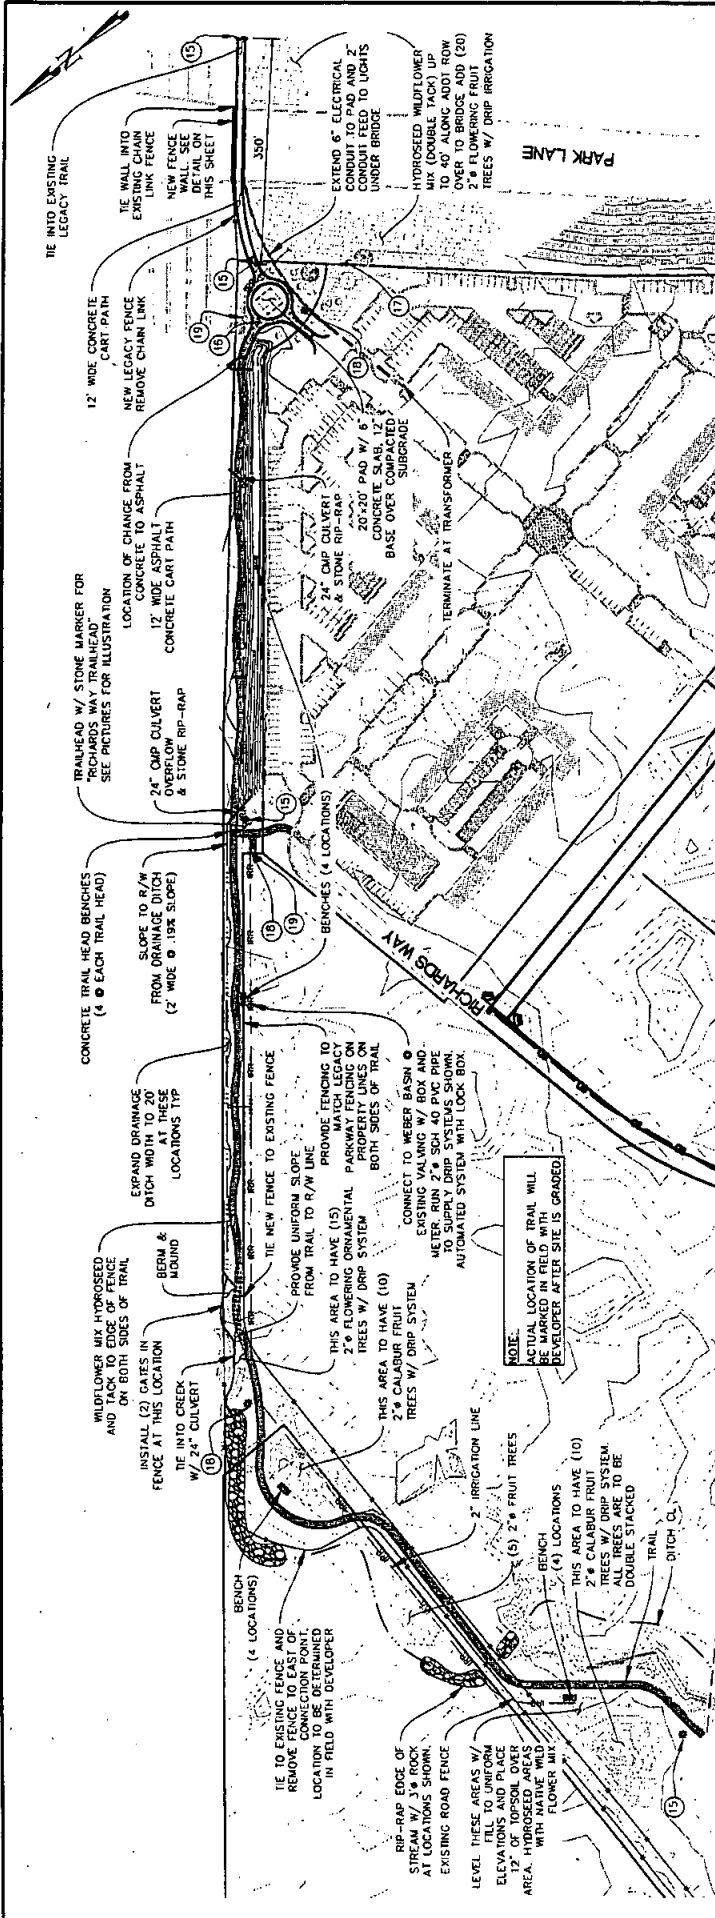 N
TIE INTO EXISTING
LEGACY TRAIL
15
TIE WALL INTO
EXISTING CHAIN
LINK FENCE
NEW FENCE
WALL. SEE
DETAIL ON
THIS SHEET
350'
12' WIDE CONCRETE
CART PATH
NEW LEGACY FENCE
REMOVE CHAIN LINK
EXTEND 6" ELECTRICAL
CONDUIT TO PAD AND 2"
CONDUIT FEED TO LIGHTS
UNDER BRIDGE
HYDROSEED WILDFLOWER
MIX (DOUBLE TACK) UP
TO 40' ALONG ADDT ROW
OVER TO BRIDGE ADD (20)
2"ø FLOWERING FRUIT
TREES W/ DRIP IRRIGATION
PARK LANE
15
19
16
17
18
LOCATION OF CHANGE FROM
CONCRETE TO ASPHALT
12' WIDE ASPHALT
CONCRETE CART PATH
24" CMP CULVERT
& STONE RIP-RAP
20'x20' PAD W/ 6"
CONCRETE SLAB, 12"
BASE OVER COMPACTED
SUBGRADE
TERMINATE AT TRANSFORMER
TRAILHEAD W/ STONE MARKER FOR
"RICHARDS WAY TRAILHEAD"
SEE PICTURES FOR ILLUSTRATION
24" CMP CULVERT
OVERFLOW
& STONE RIP-RAP
15
CONCRETE TRAIL HEAD BENCHES
(4 @ EACH TRAIL HEAD)
SLOPE TO R/W
FROM DRAINAGE DITCH
(2' WIDE @ .19% SLOPE)
18
19
BENCHES (4 LOCATIONS)
RICHARDS WAY
EXPAND DRAINAGE
DITCH WIDTH TO 20'
AT THESE
LOCATIONS TYP
IRR
IRR
IRR
IRR
IRR
PROVIDE FENCING TO
MATCH LEGACY
PARKWAY FENCING ON
PROPERTY LINES ON
BOTH SIDES OF TRAIL
CONNECT TO WEBER BASIN @
EXISTING VALVING W/ BOX AND
METER. RUN 2"ø SCH 40 PVC PIPE
TO SUPPLY DRIP SYSTEMS SHOWN.
AUTOMATED SYSTEM WITH LOCK BOX.
WILDFLOWER MIX HYDROSEED
AND TACK TO EDGE OF FENCE
ON BOTH SIDES OF TRAIL
BERM &
MOUND
TIE NEW FENCE TO EXISTING FENCE
PROVIDE UNIFORM SLOPE
FROM TRAIL TO R/W LINE
INSTALL (2) GATES IN
FENCE AT THIS LOCATION
TIE INTO CREEK
W/ 24" CULVERT
18
THIS AREA TO HAVE (15)
2"ø FLOWERING ORNAMENTAL
TREES W/ DRIP SYSTEM
THIS AREA TO HAVE (10)
2"ø CALABUR FRUIT
TREES W/ DRIP SYSTEM
NOTE:
ACTUAL LOCATION OF TRAIL WILL
BE MARKED IN FIELD WITH
DEVELOPER AFTER SITE IS GRADED.
BENCH
(4 LOCATIONS)
TIE TO EXISTING FENCE AND
REMOVE FENCE TO EAST OF
CONNECTION POINT.
LOCATION TO BE DETERMINED
IN FIELD WITH DEVELOPER
2" IRRIGATION LINE
(5) 2"ø FRUIT TREES
RIP-RAP EDGE OF
STREAM W/ 3'ø ROCK
AT LOCATIONS SHOWN.
EXISTING ROAD FENCE
LEVEL THESE AREAS W/
FILL TO UNIFORM
ELEVATIONS AND PLACE
12" OF TOPSOIL OVER
AREA. HYDROSEED AREAS
WITH NATIVE WILD
FLOWER MIX
BENCH
(4) LOCATIONS
THIS AREA TO HAVE (10)
2"ø CALABUR FRUIT
TREES W/ DRIP SYSTEM.
ALL TREES ARE TO BE
DOUBLE STACKED
TRAIL
DITCH CL
15